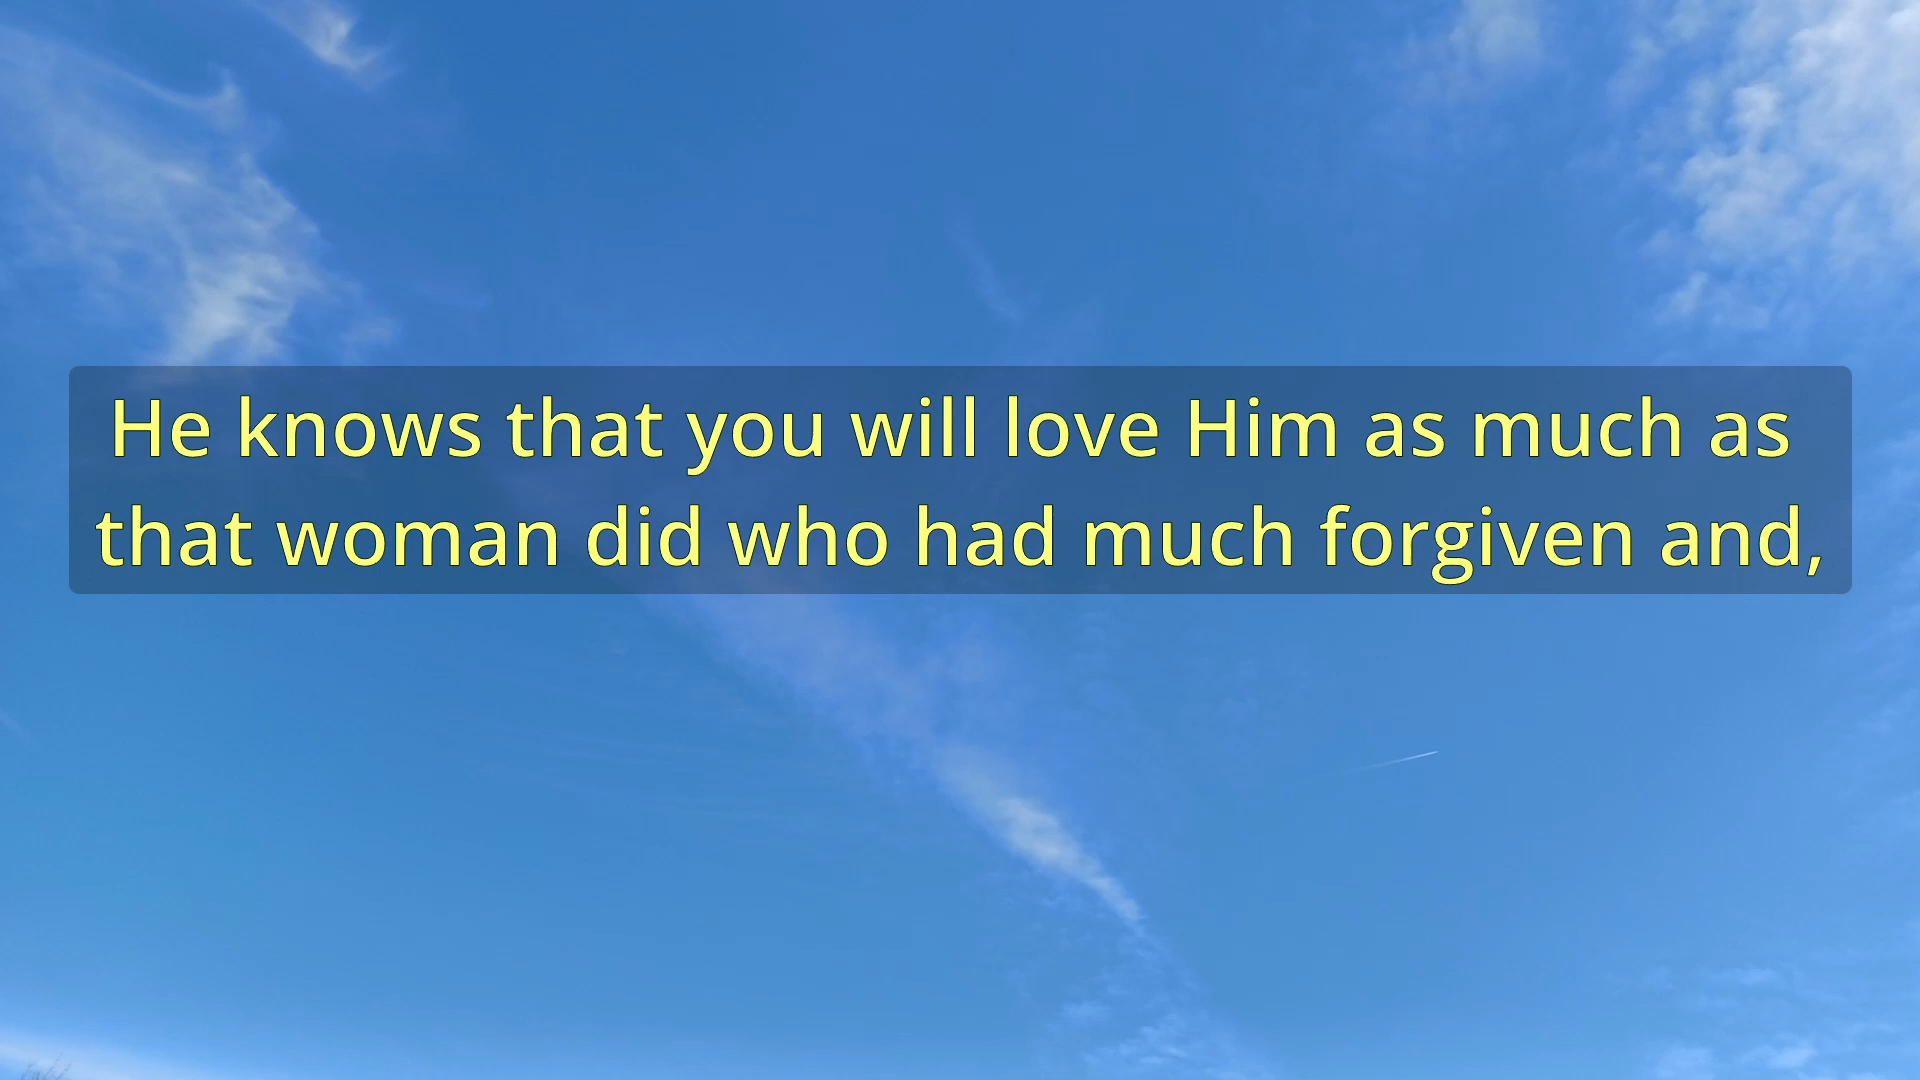 He knows that you will love Him as much as
that woman did who had much forgiven and,